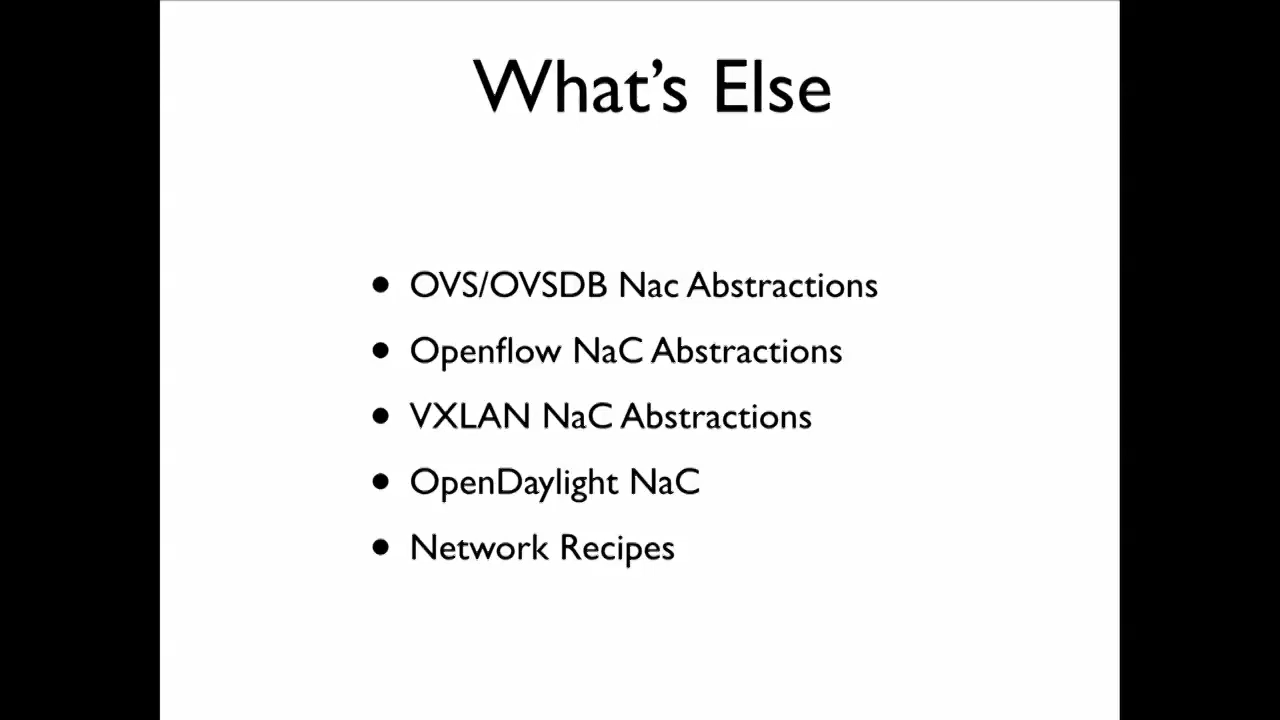 What's Else
• OVS/OVSDB Nac Abstractions
• Openflow NaC Abstractions
• VXLAN NaC Abstractions
• OpenDaylight NaC
• Network Recipes